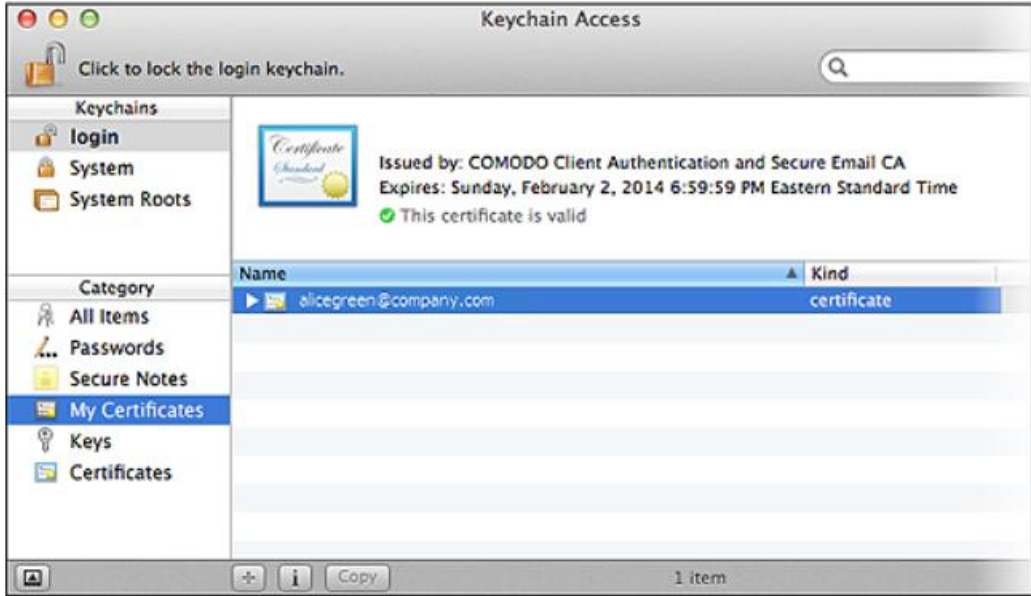 Keychain Access
Click to lock the login keychain.
Keychains
login
System
System Roots
Certificate
Standard
Issued by: COMODO Client Authentication and Secure Email CA
Expires: Sunday, February 2, 2014 6:59:59 PM Eastern Standard Time
This certificate is valid
Name Kind
alicegreen@company.com certificate
Category
All Items
Passwords
Secure Notes
My Certificates
Keys
Certificates
Copy
1 item